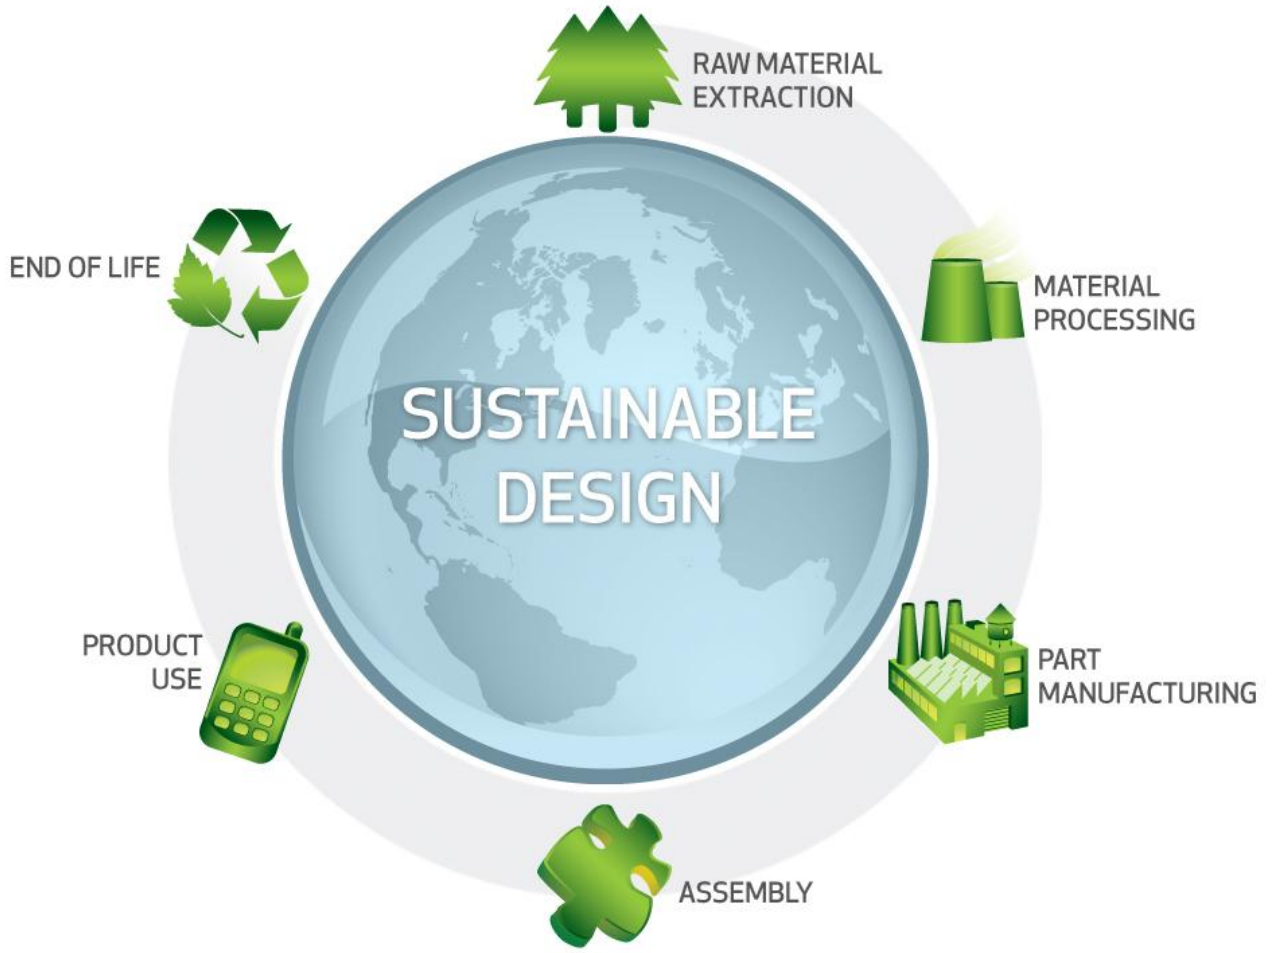 RAW MATERIAL
EXTRACTION
END OF LIFE
MATERIAL
PROCESSING
SUSTAINABLE
DESIGN
PRODUCT
USE
PART
MANUFACTURING
ASSEMBLY